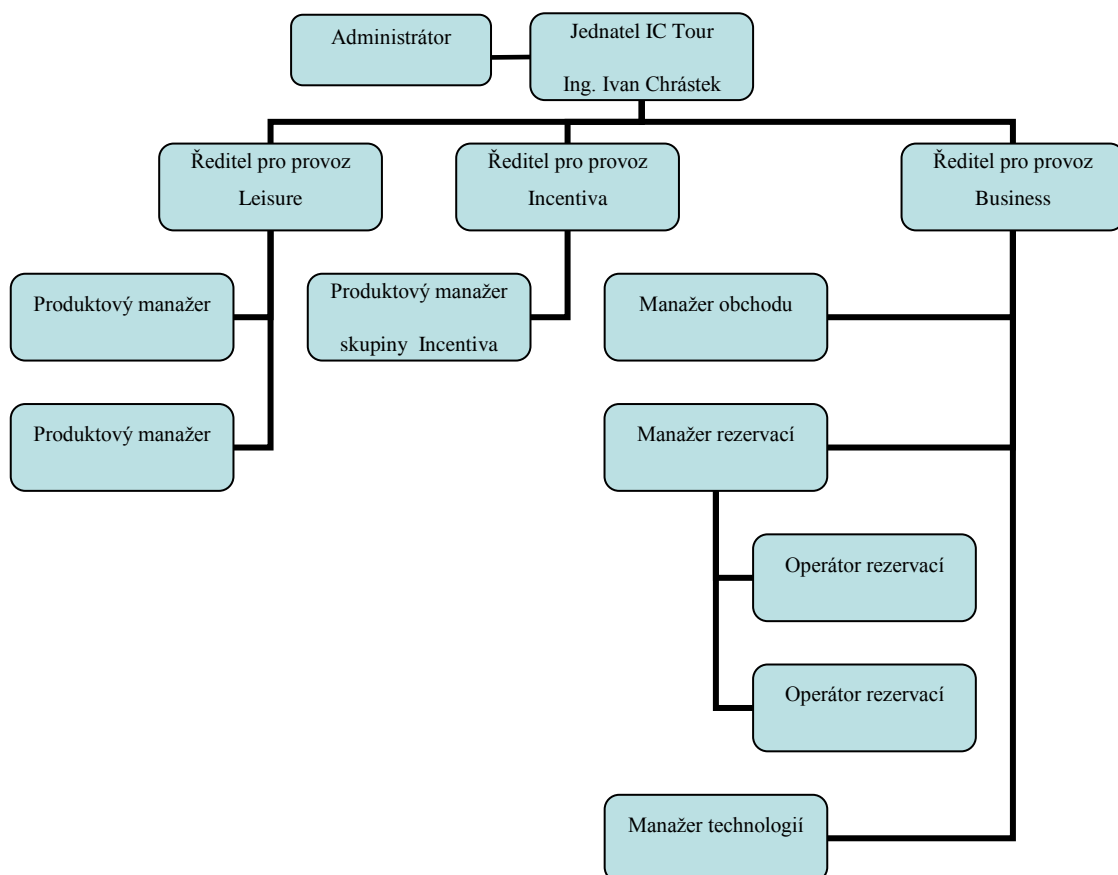 Administrátor
Jednatel IC Tour
Ing. Ivan Chrástek
Ředitel pro provoz
Leisure
Ředitel pro provoz
Incentiva
Ředitel pro provoz
Business
Produktový manažer
Produktový manažer
skupiny Incentiva
Manažer obchodu
Produktový manažer
Manažer rezervací
Operátor rezervací
Operátor rezervací
Manažer technologií